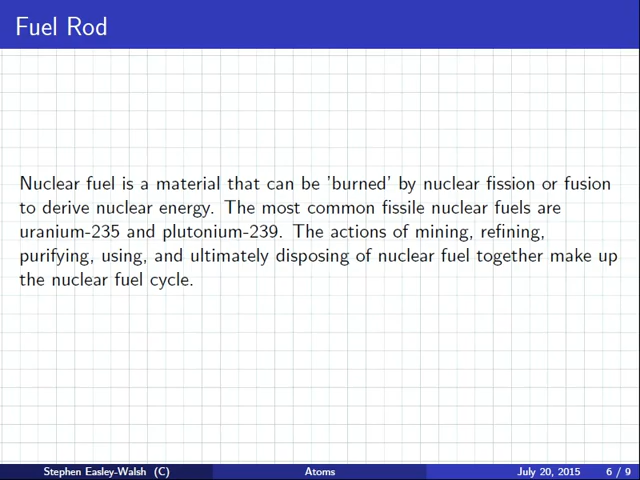 Fuel Rod
Nuclear fuel is a material that can be 'burned' by nuclear fission or fusion
to derive nuclear energy. The most common fissile nuclear fuels are
uranium-235 and plutonium-239. The actions of mining, refining,
purifying, using, and ultimately disposing of nuclear fuel together make up
the nuclear fuel cycle.
Stephen Easley-Walsh (C) Atoms July 20, 2015 6 / 9